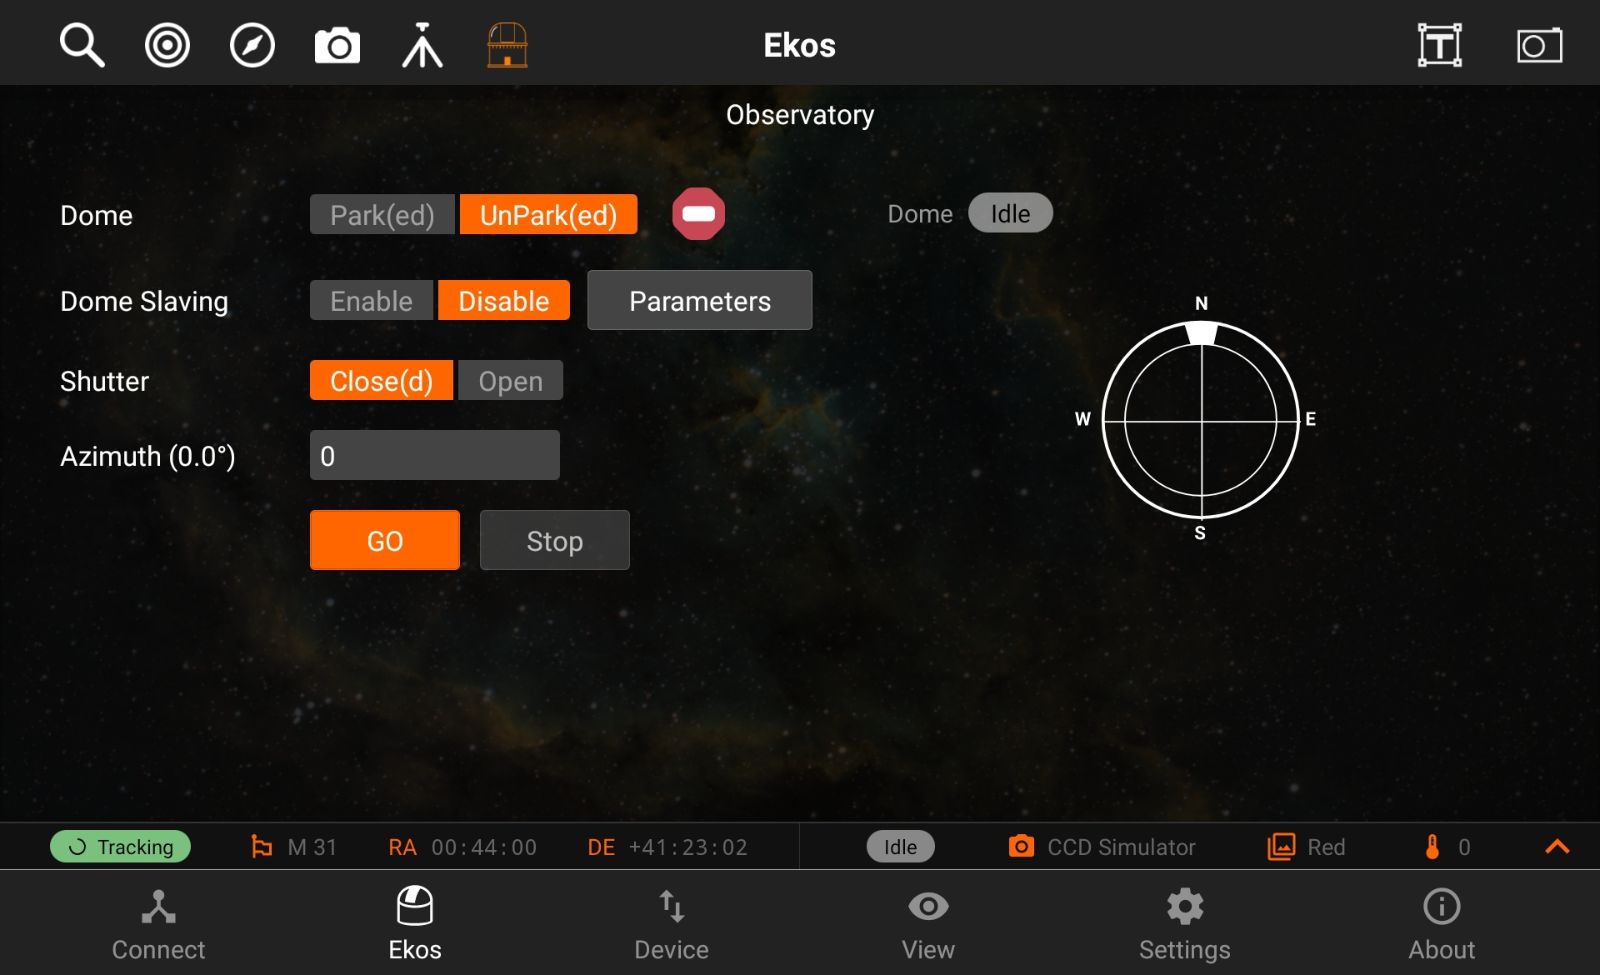 Ekos
T
Observatory
Dome Park(ed) UnPark(ed) Dome Idle
Dome Slaving Enable Disable Parameters
Shutter Close(d) Open
Azimuth (0.0°) 0
GO Stop
N
W E
S
Tracking M 31 RA 00:44:00 DE +41:23:02 Idle CCD Simulator Red 0
Connect Ekos Device View Settings About